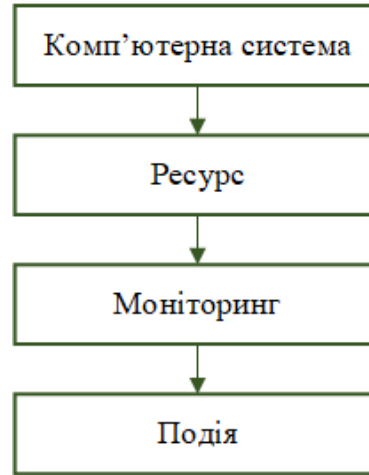 Комп’ютерна система
Ресурс
Моніторинг
Подія